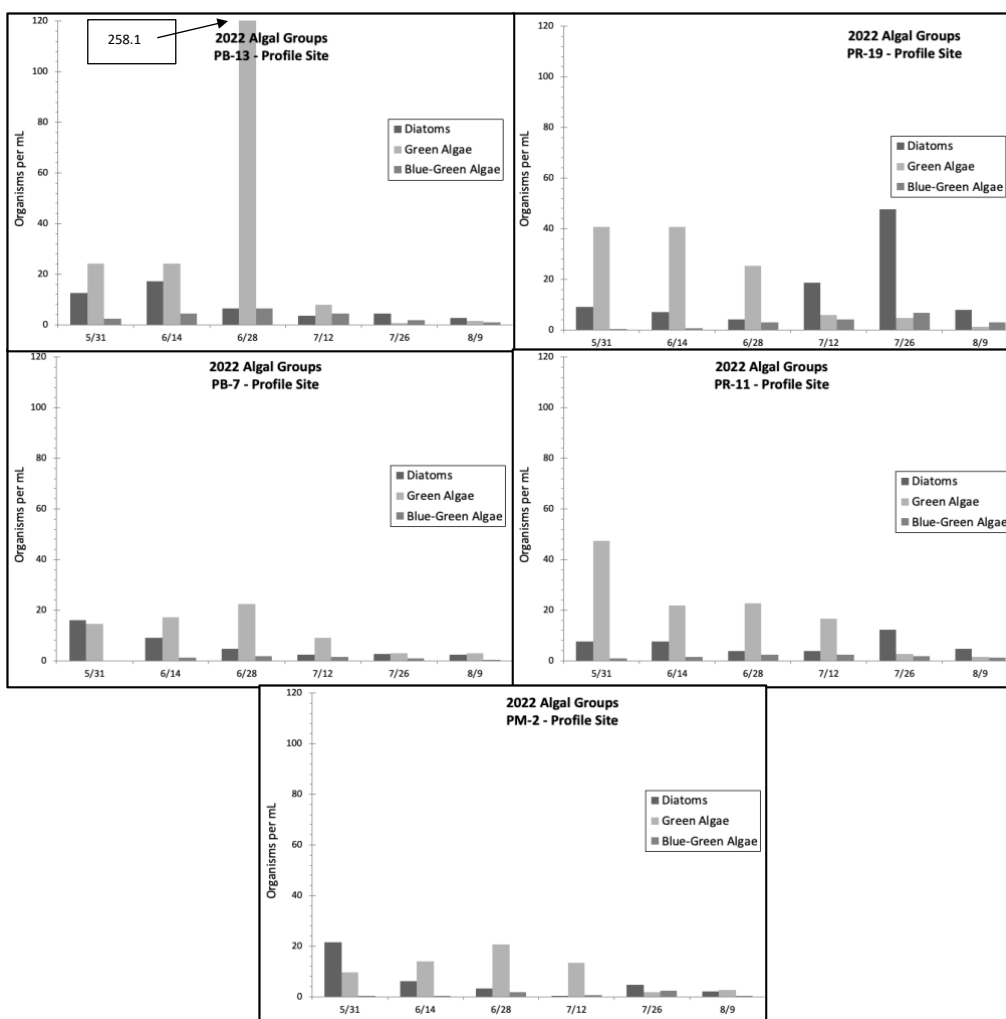 258.1
2022 Algal Groups
PB-13 - Profile Site
Organisms per mL
120
100
80
60
40
20
0
Diatoms
Green Algae
Blue-Green Algae
5/31 6/14 6/28 7/12 7/26 8/9
2022 Algal Groups
PR-19 - Profile Site
Organisms per mL
120
100
80
60
40
20
0
Diatoms
Green Algae
Blue-Green Algae
5/31 6/14 6/28 7/12 7/26 8/9
2022 Algal Groups
PB-7 - Profile Site
Organisms per mL
120
100
80
60
40
20
0
Diatoms
Green Algae
Blue-Green Algae
5/31 6/14 6/28 7/12 7/26 8/9
2022 Algal Groups
PR-11 - Profile Site
Organisms per mL
120
100
80
60
40
20
0
Diatoms
Green Algae
Blue-Green Algae
5/31 6/14 6/28 7/12 7/26 8/9
2022 Algal Groups
PM-2 - Profile Site
Organisms per mL
120
100
80
60
40
20
0
Diatoms
Green Algae
Blue-Green Algae
5/31 6/14 6/28 7/12 7/26 8/9